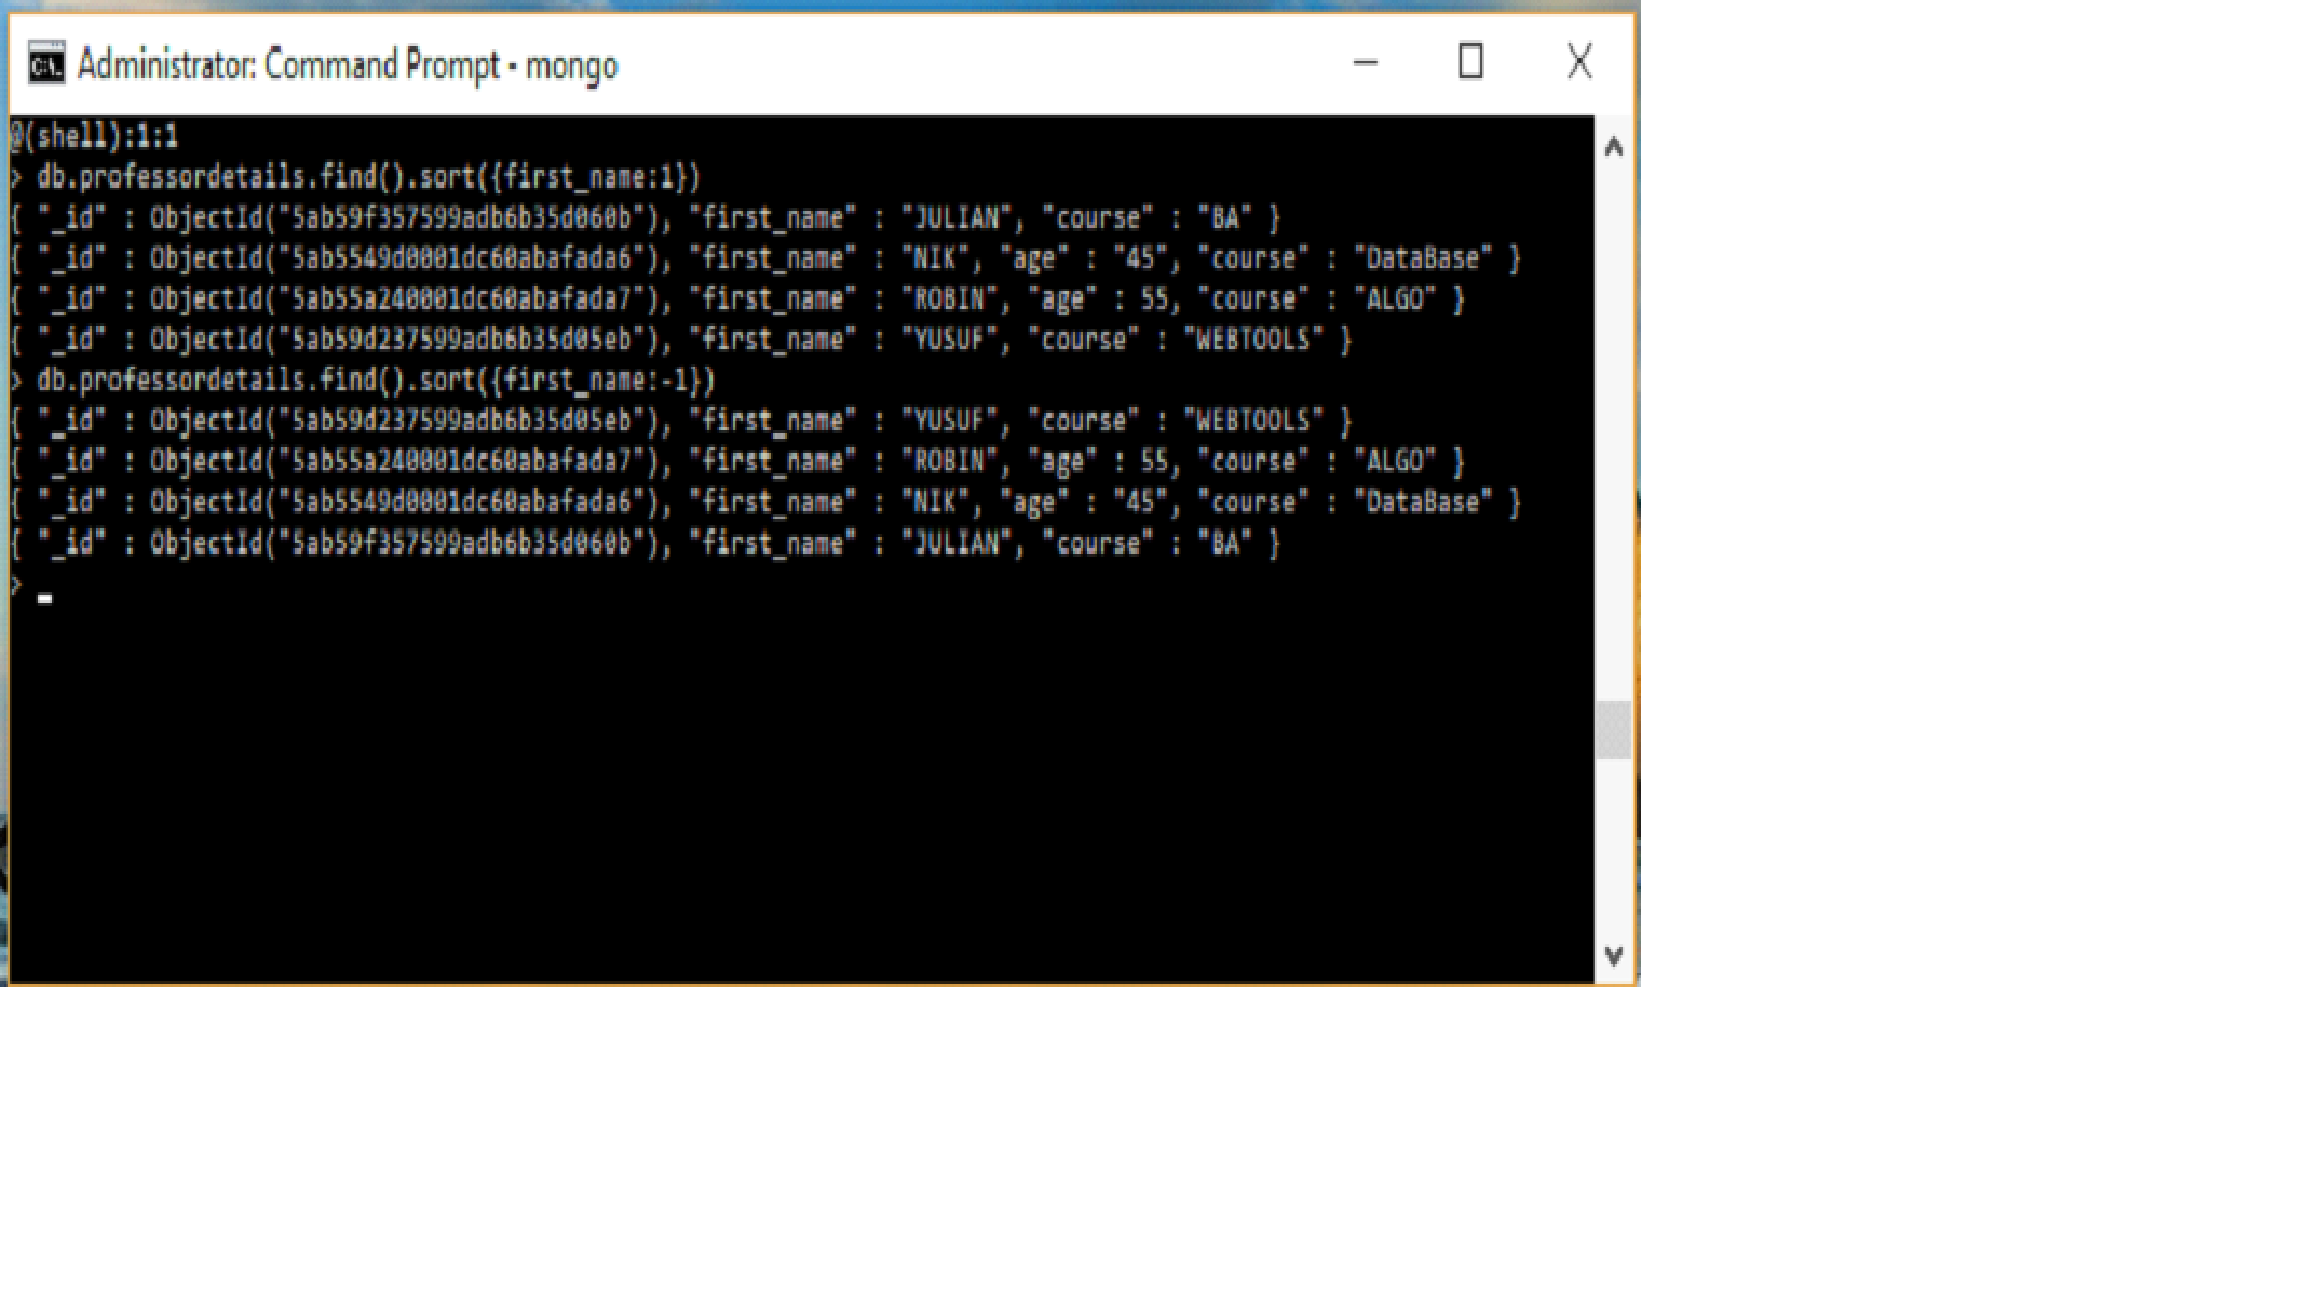 Administrator: Command Prompt - mongo
@(shell):1:1
> db.professordetails.find().sort({first_name:1})
{ "_id" : ObjectId("5ab59f357599adb6b35d060b"), "first_name" : "JULIAN", "course" : "BA" }
{ "_id" : ObjectId("5ab5549d0001dc60abafada6"), "first_name" : "NIK", "age" : "45", "course" : "DataBase" }
{ "_id" : ObjectId("5ab55a240001dc60abafada7"), "first_name" : "ROBIN", "age" : 55, "course" : "ALGO" }
{ "_id" : ObjectId("5ab59d237599adb6b35d05eb"), "first_name" : "YUSUF", "course" : "WEBTOOLS" }
> db.professordetails.find().sort({first_name:-1})
{ "_id" : ObjectId("5ab59d237599adb6b35d05eb"), "first_name" : "YUSUF", "course" : "WEBTOOLS" }
{ "_id" : ObjectId("5ab55a240001dc60abafada7"), "first_name" : "ROBIN", "age" : 55, "course" : "ALGO" }
{ "_id" : ObjectId("5ab5549d0001dc60abafada6"), "first_name" : "NIK", "age" : "45", "course" : "DataBase" }
{ "_id" : ObjectId("5ab59f357599adb6b35d060b"), "first_name" : "JULIAN", "course" : "BA" }
>